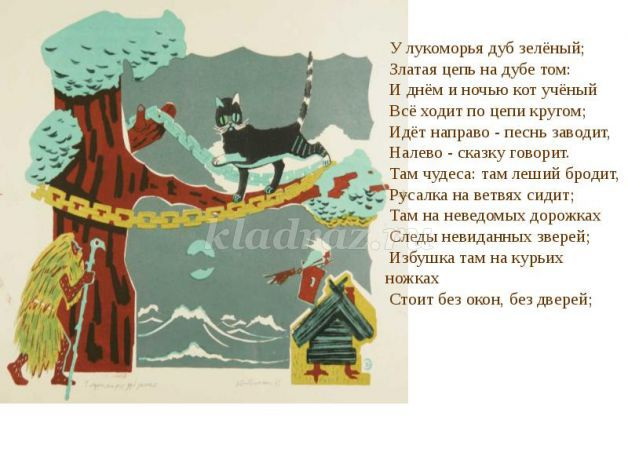 У лукоморья дуб зелёный;
Златая цепь на дубе том:
И днём и ночью кот учёный
Всё ходит по цепи кругом;
Идёт направо - песнь заводит,
Налево - сказку говорит.
Там чудеса: там леший бродит,
Русалка на ветвях сидит;
Там на неведомых дорожках
Следы невиданных зверей;
Избушка там на курьих
ножках
Стоит без окон, без дверей;
kladraz.ru